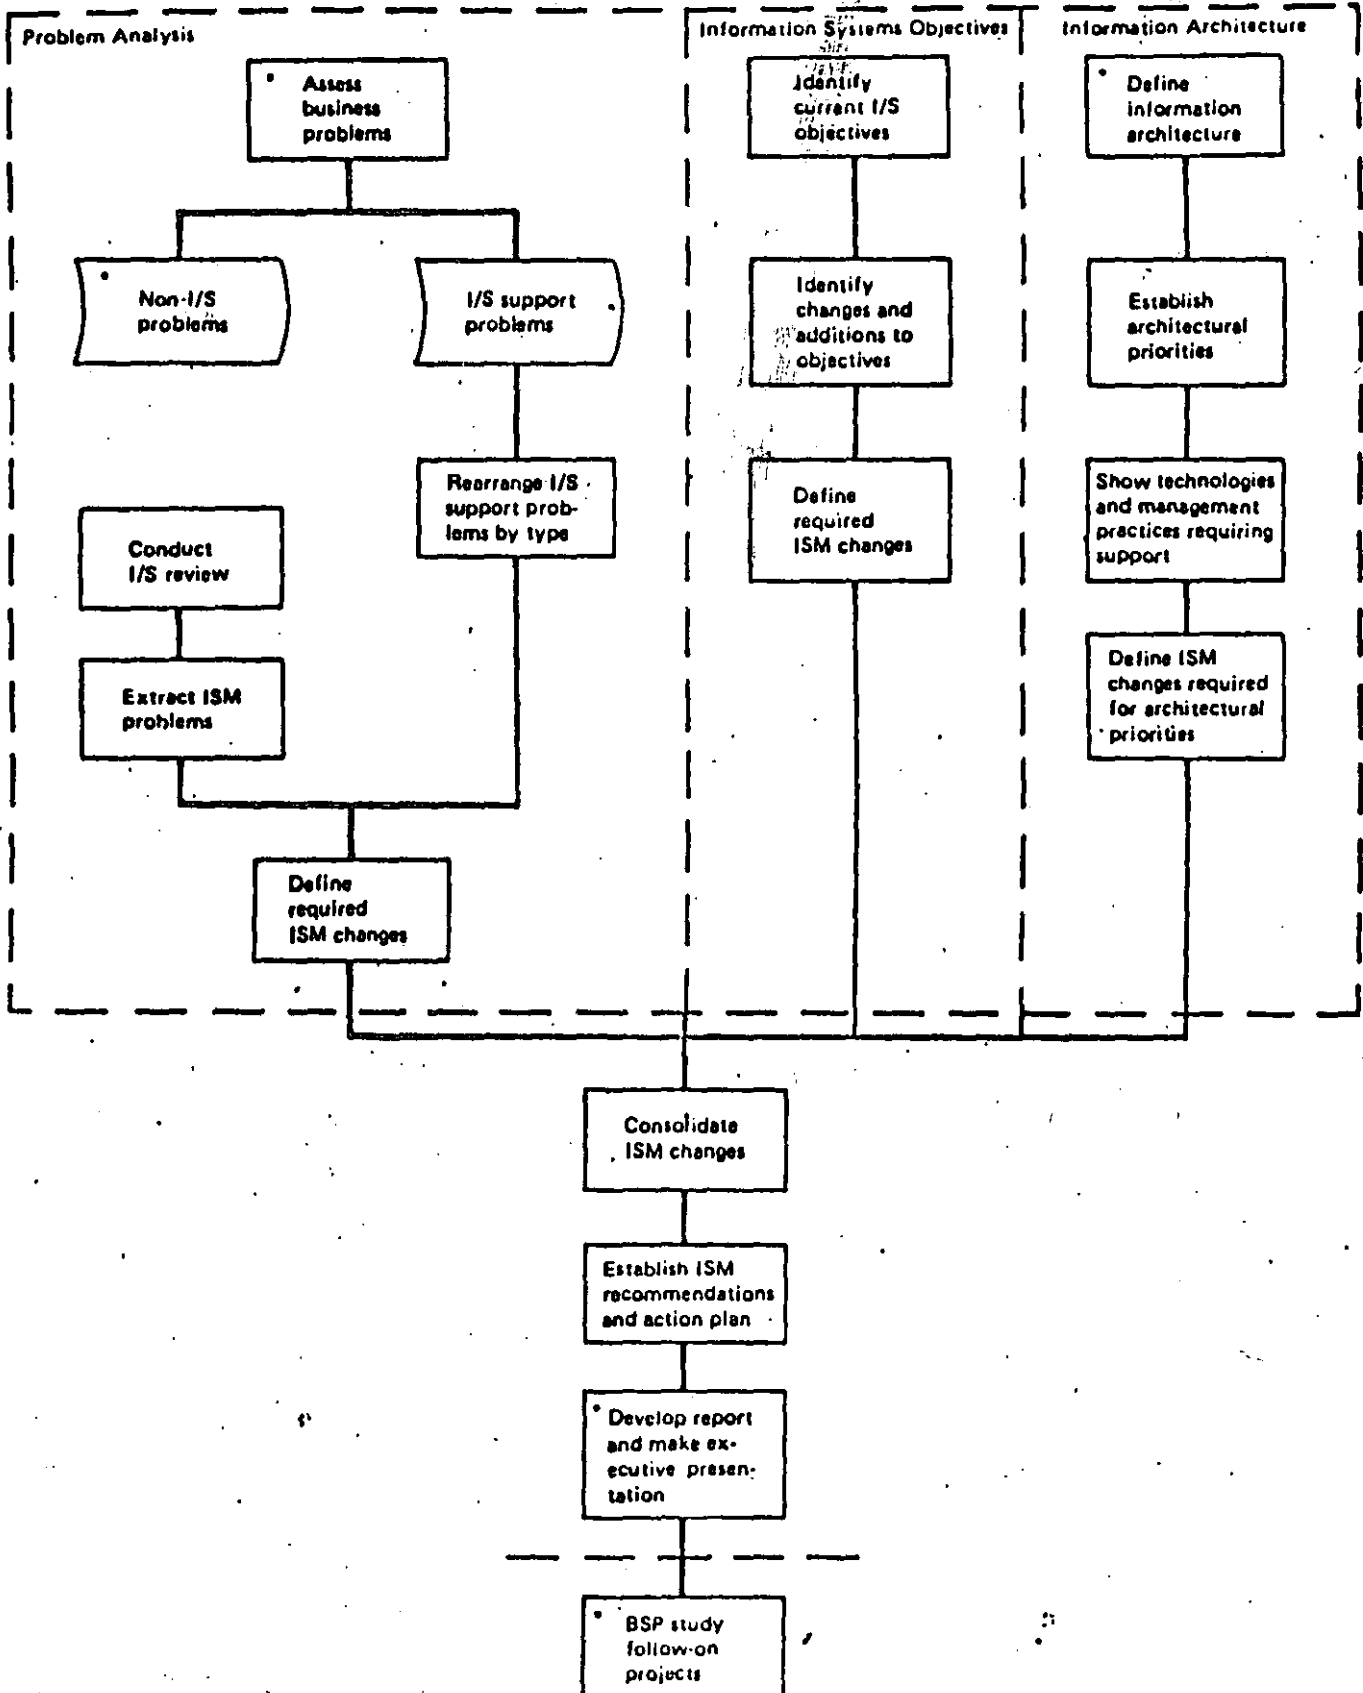 Problem Analysis
Assess
business
problems
Non-I/S
problems
I/S support
problems
Rearrange I/S
support prob-
lems by type
Conduct
I/S review
Extract ISM
problems
Define
required
ISM changes
Information Systems Objectives
Identify
current I/S
objectives
Identify
changes and
additions to
objectives
Define
required
ISM changes
Information Architecture
Define
information
architecture
Establish
architectural
priorities
Show technologies
and management
practices requiring
support
Define ISM
changes required
for architectural
priorities
Consolidate
ISM changes
Establish ISM
recommendations
and action plan
Develop report
and make ex-
ecutive presen-
tation
BSP study
follow-on
projects